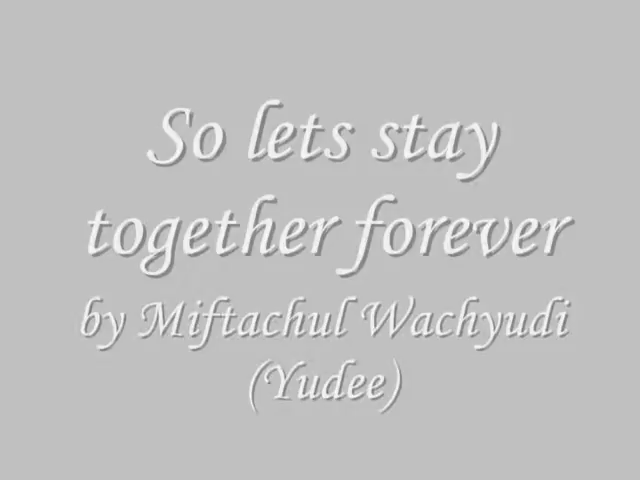 So lets stay
together forever
by Miftachul Wachyudi
(Yudee)